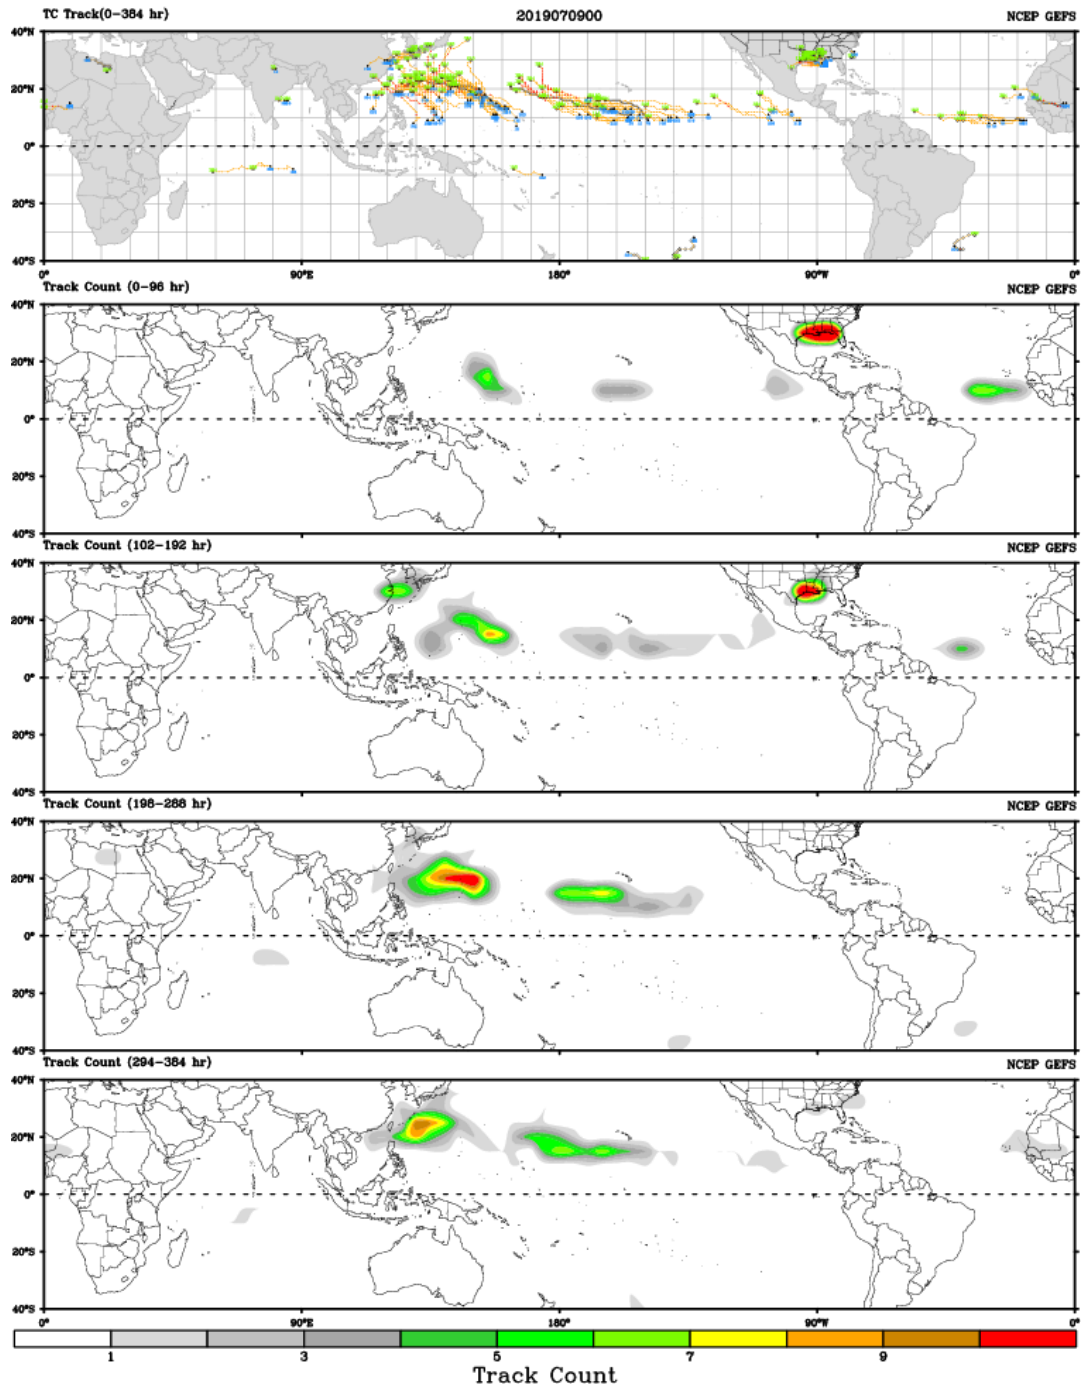 TC Track(0-384 hr) 2019070900 NCEP GEFS
40°N
20°N
0°
20°S
40°S
0° 90°E 180° 90°W 0°
Track Count (0-96 hr) NCEP GEFS
40°N
20°N
0°
20°S
40°S
Track Count (102-192 hr) NCEP GEFS
40°N
20°N
0°
20°S
40°S
Track Count (198-288 hr) NCEP GEFS
40°N
20°N
0°
20°S
40°S
Track Count (294-384 hr) NCEP GEFS
40°N
20°N
0°
20°S
40°S
0° 90°E 180° 90°W 0°
1 3 5 7 9
Track Count